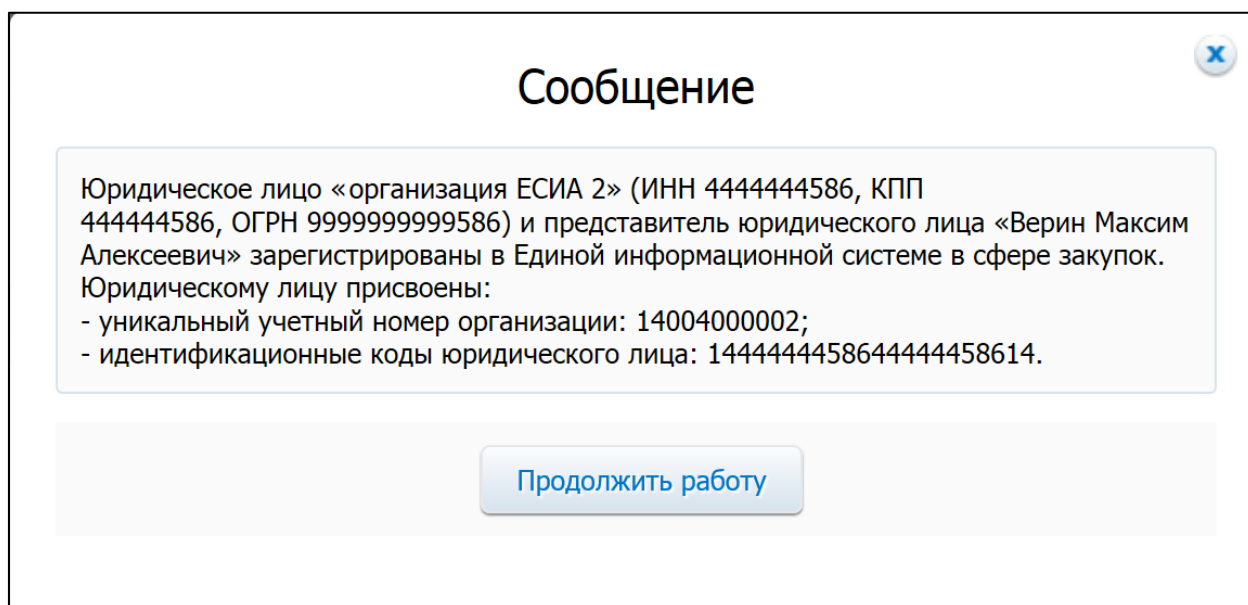 Сообщение
Юридическое лицо «организация ЕСИА 2» (ИНН 4444444586, КПП
444444586, ОГРН 9999999999586) и представитель юридического лица «Верин Максим
Алексеевич» зарегистрированы в Единой информационной системе в сфере закупок.
Юридическому лицу присвоены:
- уникальный учетный номер организации: 14004000002;
- идентификационные коды юридического лица: 1444444458644444458614.
Продолжить работу